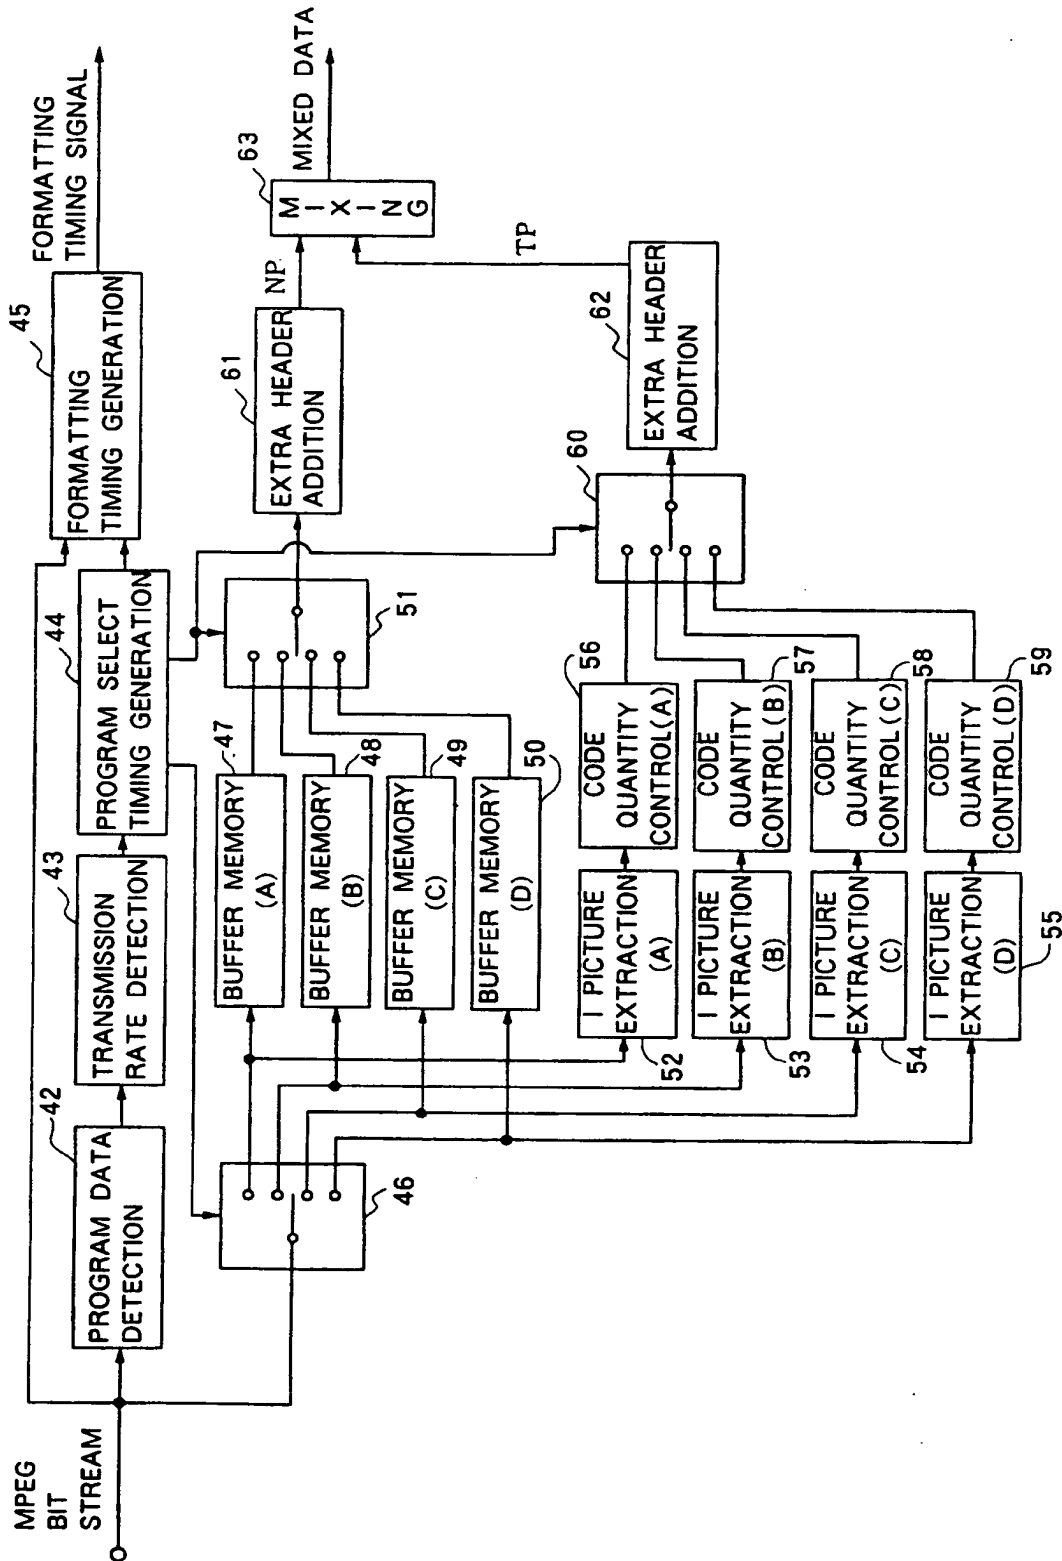 MPEG
BIT
STREAM
42
PROGRAM DATA
DETECTION
43
TRANSMISSION
RATE DETECTION
44
PROGRAM SELECT
TIMING GENERATION
45
FORMATTING
TIMING GENERATION
FORMATTING
TIMING SIGNAL
46
47
BUFFER MEMORY
(A)
48
BUFFER MEMORY
(B)
49
BUFFER MEMORY
(C)
50
BUFFER MEMORY
(D)
51
61
EXTRA HEADER
ADDITION
NP
63
MIXING
MIXED DATA
TP
52
I PICTURE
EXTRACTION
(A)
53
I PICTURE
EXTRACTION
(B)
54
I PICTURE
EXTRACTION
(C)
55
I PICTURE
EXTRACTION
(D)
56
CODE
QUANTITY
CONTROL(A)
57
CODE
QUANTITY
CONTROL(B)
58
CODE
QUANTITY
CONTROL(C)
59
CODE
QUANTITY
CONTROL(D)
60
62
EXTRA HEADER
ADDITION